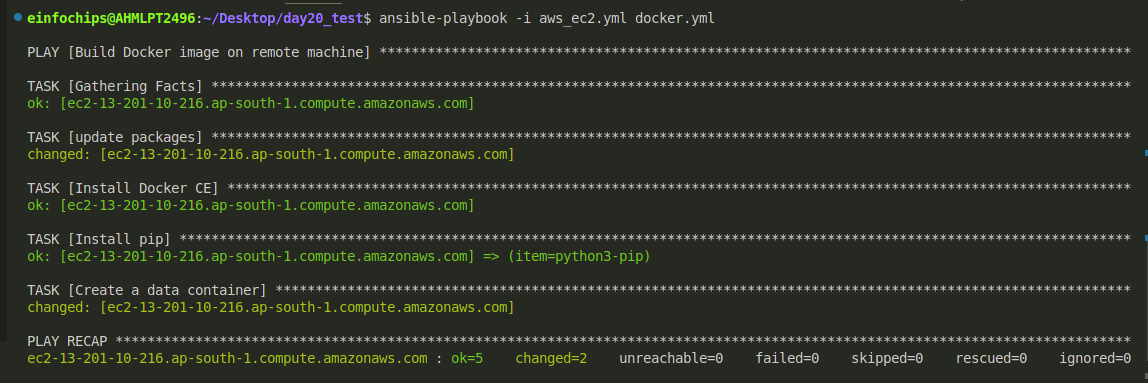 einfochips@AHMLPT2496:~/Desktop/day20_test$ ansible-playbook -i aws_ec2.yml docker.yml
PLAY [Build Docker image on remote machine] **********************************************************************************************
TASK [Gathering Facts] *******************************************************************************************************************
ok: [ec2-13-201-10-216.ap-south-1.compute.amazonaws.com]
TASK [update packages] *******************************************************************************************************************
changed: [ec2-13-201-10-216.ap-south-1.compute.amazonaws.com]
TASK [Install Docker CE] *****************************************************************************************************************
ok: [ec2-13-201-10-216.ap-south-1.compute.amazonaws.com]
TASK [Install pip] ***********************************************************************************************************************
ok: [ec2-13-201-10-216.ap-south-1.compute.amazonaws.com] => (item=python3-pip)
TASK [Create a data container] ***********************************************************************************************************
changed: [ec2-13-201-10-216.ap-south-1.compute.amazonaws.com]
PLAY RECAP *******************************************************************************************************************************
ec2-13-201-10-216.ap-south-1.compute.amazonaws.com : ok=5    changed=2    unreachable=0    failed=0    skipped=0    rescued=0    ignored=0